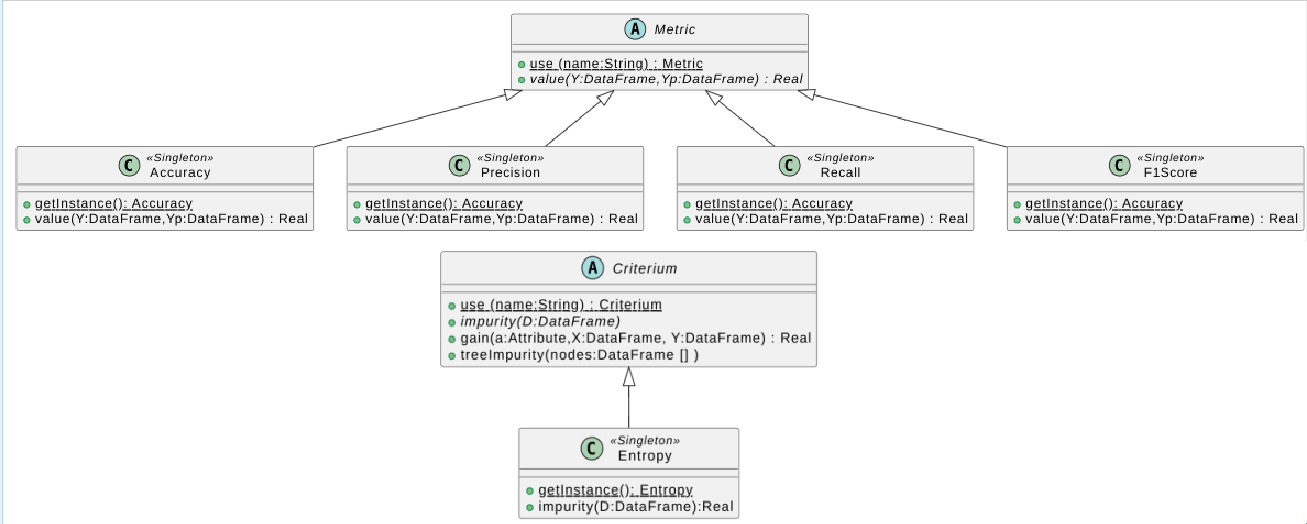 A Metric
use (name:String) : Metric
value(Y:DataFrame,Yp:DataFrame) : Real
«Singleton»
C Accuracy
getInstance(): Accuracy
value(Y:DataFrame,Yp:DataFrame) : Real
«Singleton»
C Precision
getInstance(): Accuracy
value(Y:DataFrame,Yp:DataFrame) : Real
«Singleton»
C Recall
getInstance(): Accuracy
value(Y:DataFrame,Yp:DataFrame) : Real
«Singleton»
C F1Score
getInstance(): Accuracy
value(Y:DataFrame,Yp:DataFrame) : Real
A Criterium
use (name:String) : Criterium
impurity(D:DataFrame)
gain(a:Attribute,X:DataFrame, Y:DataFrame) : Real
treeImpurity(nodes:DataFrame [] )
«Singleton»
C Entropy
getInstance(): Entropy
impurity(D:DataFrame):Real